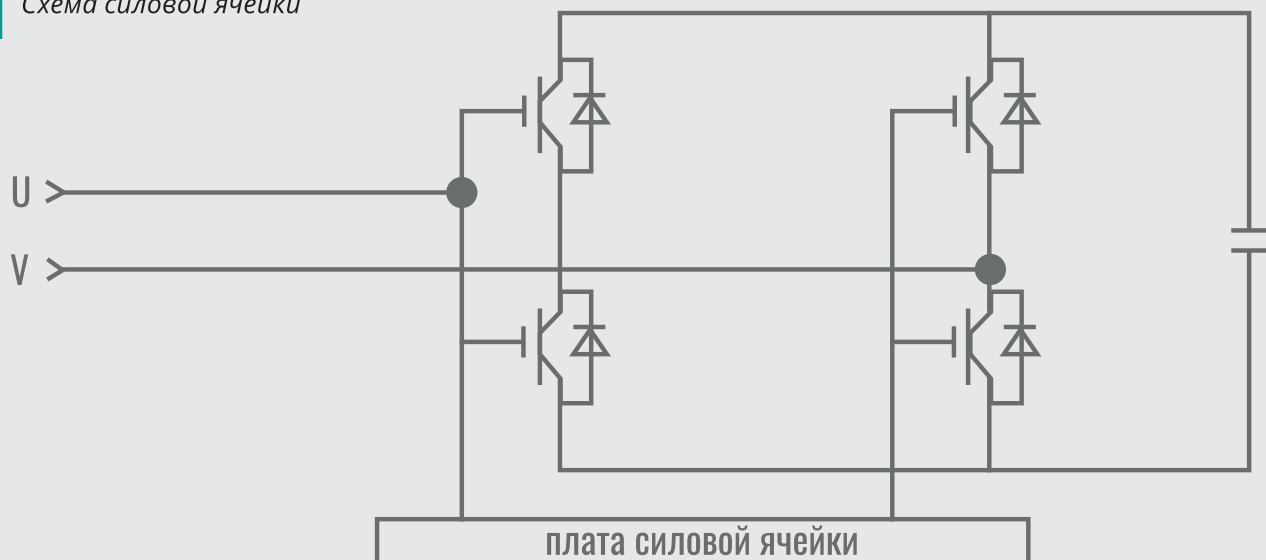 Схема силовой ячейки
U
V
плата силовой ячейки